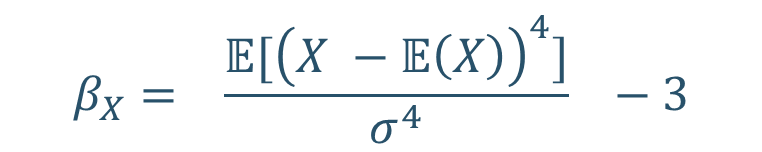 β_X = 𝔼[(X − 𝔼(X))^4] / σ^4 − 3